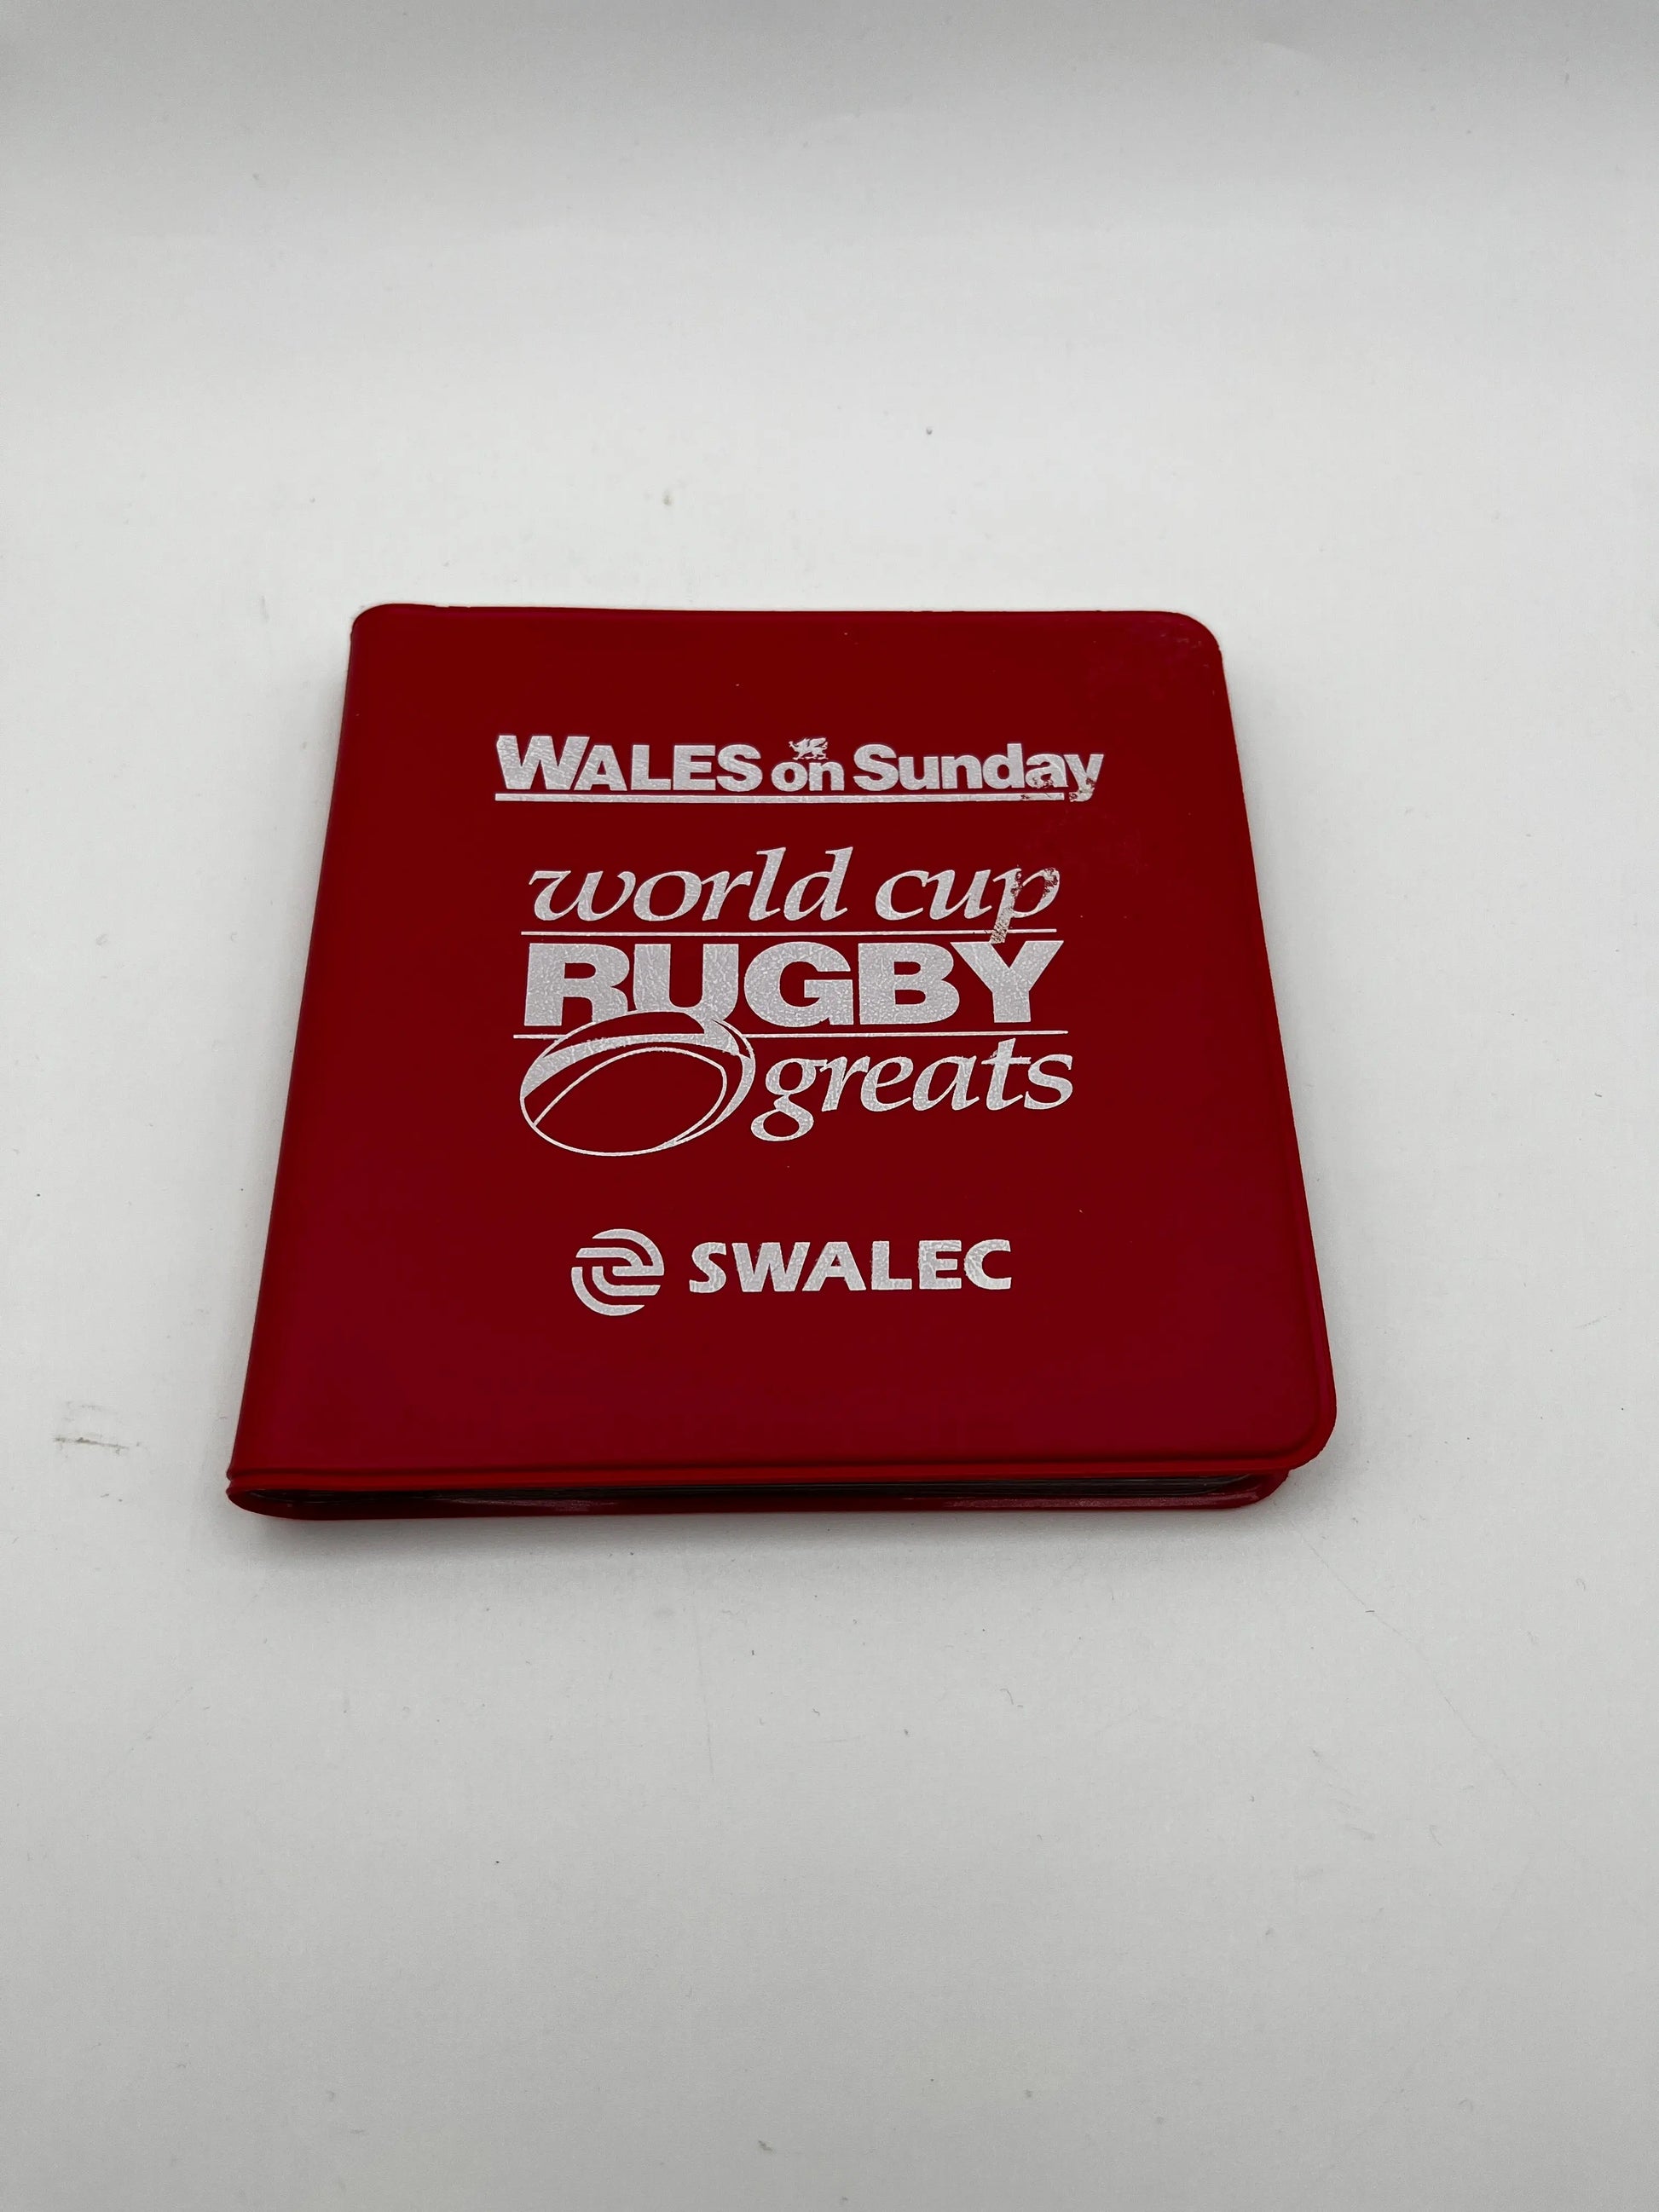 WALES on Sunday
world cup
RUGBY
greats
SWALEC